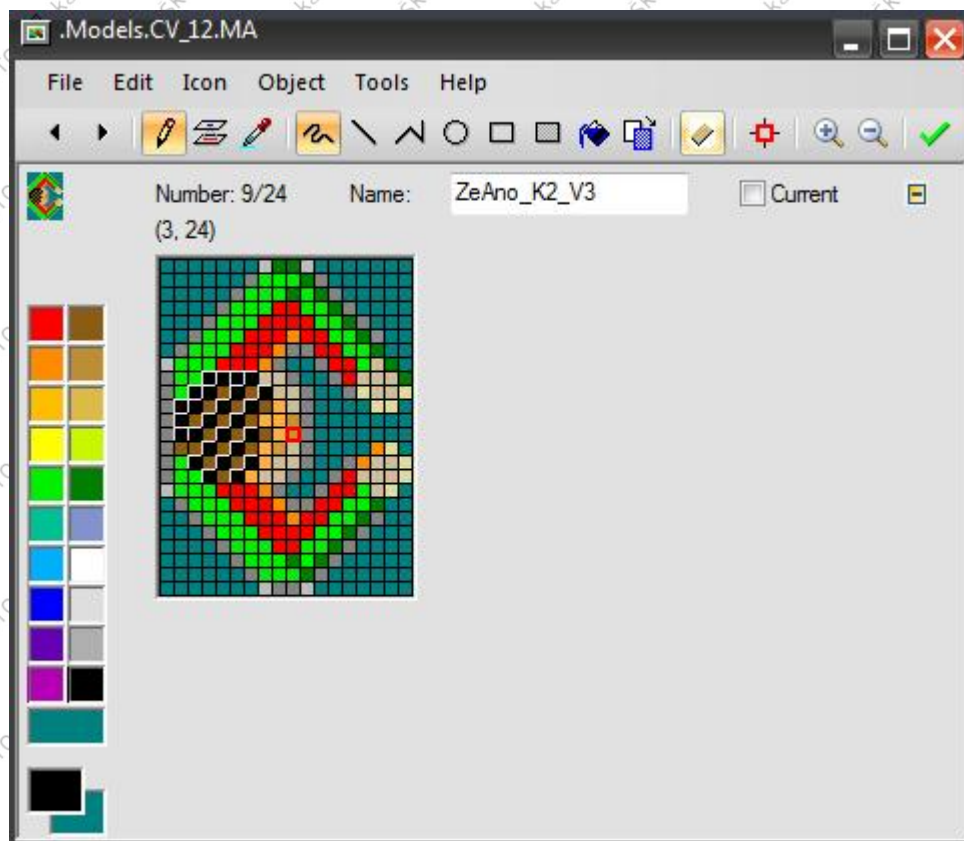 .Models.CV_12.MA
File Edit Icon Object Tools Help
Number: 9/24 Name: ZeAno_K2_V3 Current
(3, 24)